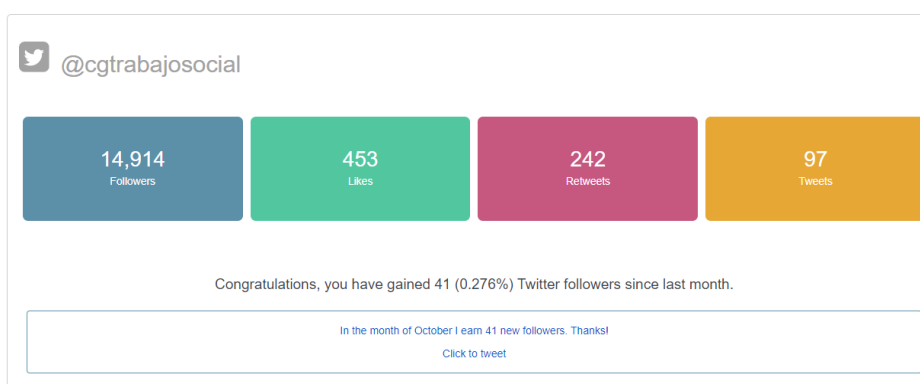 @cgtrabajosocial
14,914
Followers
453
Likes
242
Retweets
97
Tweets
Congratulations, you have gained 41 (0.276%) Twitter followers since last month.
In the month of October I earn 41 new followers. Thanks!
Click to tweet